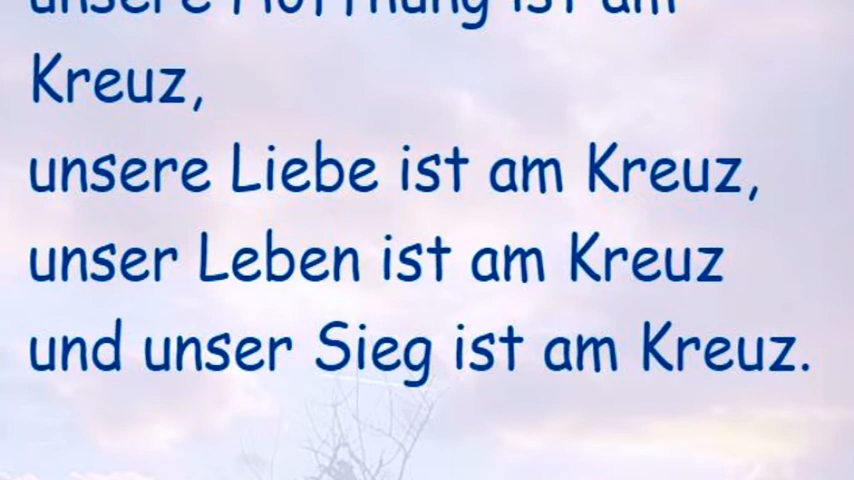 unsere Hoffnung ist am
Kreuz,
unsere Liebe ist am Kreuz,
unser Leben ist am Kreuz
und unser Sieg ist am Kreuz.